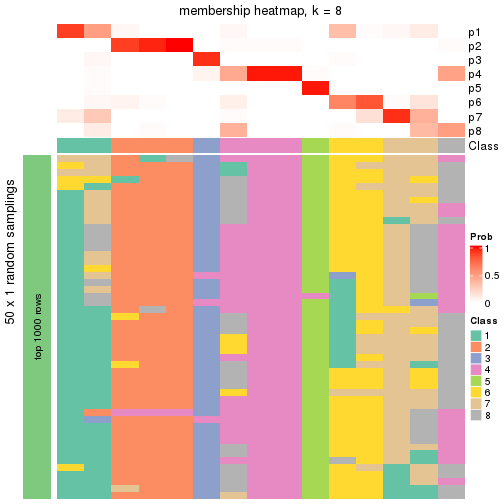 membership heatmap, k = 8
p1
p2
p3
p4
p5
p6
p7
p8
Class
50 x 1 random samplings
top 1000 rows
Prob
1
0.5
0
Class
1
2
3
4
5
6
7
8